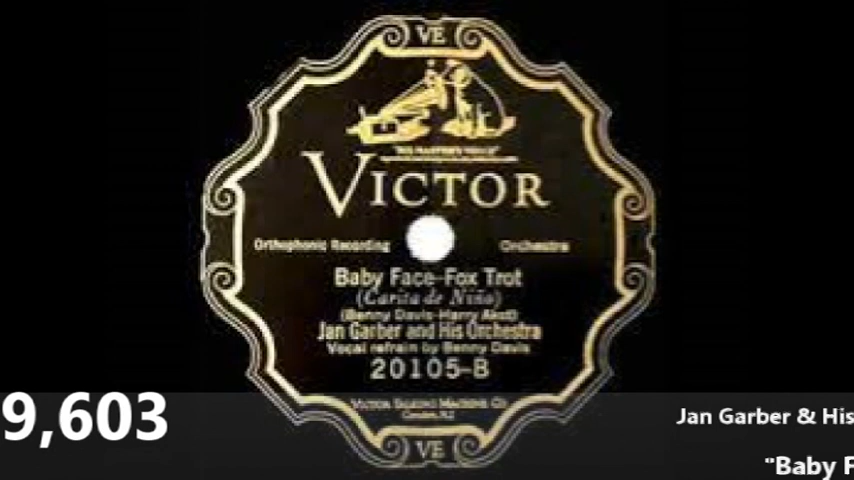 VE
"HIS MASTER'S VOICE"
VICTOR
Orthophonic Recording
Orchestra
Baby Face-Fox Trot
(Carita de Niño)
(Benny Davis-Harry Akst)
Jan Garber and His Orchestra
Vocal refrain by Benny Davis
20105-B
VICTOR TALKING MACHINE CO.
Camden, N.J.
VE
9,603
Jan Garber & His
"Baby F